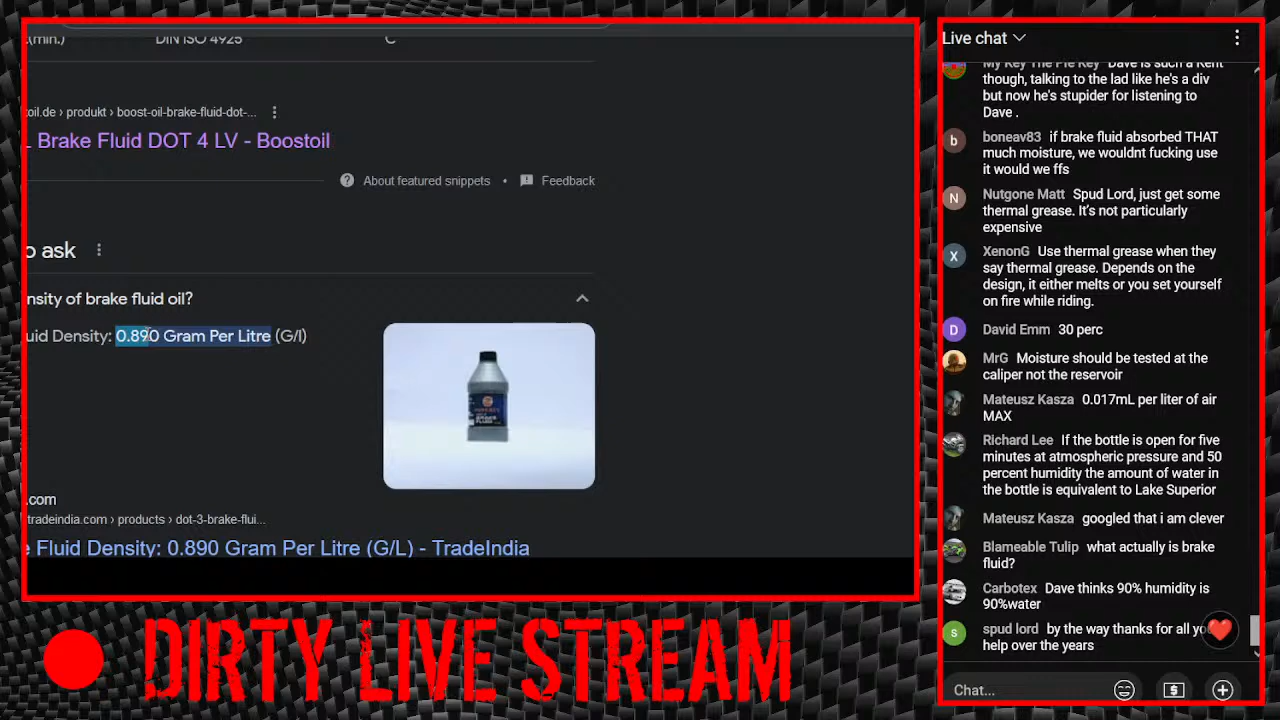 (min.) DIN ISO 4925 C
oil.de › produkt › boost-oil-brake-fluid-dot-...
Brake Fluid DOT 4 LV - Boostoil
About featured snippets • Feedback
o ask
nsity of brake fluid oil?
uid Density: 0.890 Gram Per Litre (G/l)
.com
tradeindia.com › products › dot-3-brake-flui...
e Fluid Density: 0.890 Gram Per Litre (G/L) - TradeIndia
DIRTY LIVE STREAM
Live chat
My Key The Pie Key Dave is such a Kent
though, talking to the lad like he's a div
but now he's stupider for listening to
Dave .
boneav83 if brake fluid absorbed THAT
much moisture, we wouldnt fucking use
it would we ffs
Nutgone Matt Spud Lord, just get some
thermal grease. It's not particularly
expensive
XenonG Use thermal grease when they
say thermal grease. Depends on the
design, it either melts or you set yourself
on fire while riding.
David Emm 30 perc
MrG Moisture should be tested at the
caliper not the reservoir
Mateusz Kasza 0.017mL per liter of air
MAX
Richard Lee If the bottle is open for five
minutes at atmospheric pressure and 50
percent humidity the amount of water in
the bottle is equivalent to Lake Superior
Mateusz Kasza googled that i am clever
Blameable Tulip what actually is brake
fluid?
Carbotex Dave thinks 90% humidity is
90%water
spud lord by the way thanks for all yo
help over the years
Chat...